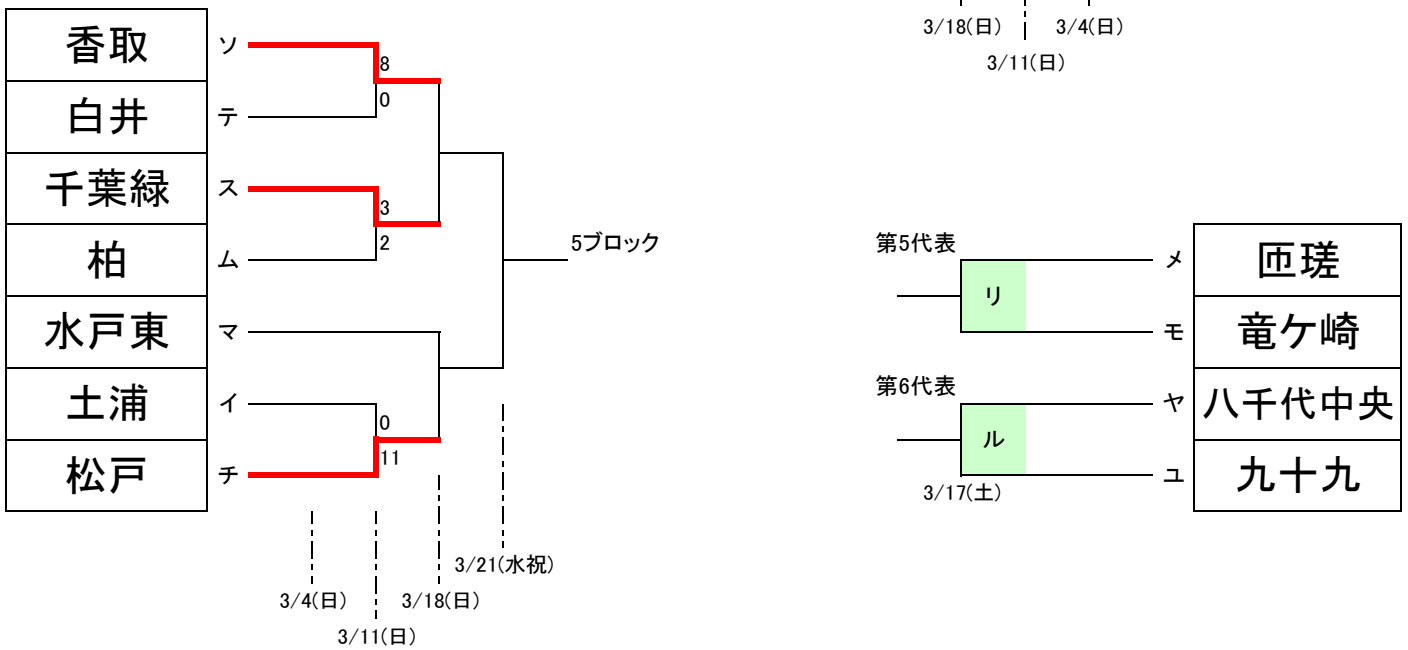 3/18(日)
3/4(日)
3/11(日)
香取 ソ
8
0
白井 テ
千葉緑 ス
3
2
柏 ム
5ブロック
水戸東 マ
土浦 イ
0
11
松戸 チ
3/21(水祝)
3/4(日)
3/18(日)
3/11(日)
第5代表
メ 匝瑳
リ
モ 竜ケ崎
第6代表
ヤ 八千代中央
ル
ユ 九十九
3/17(土)